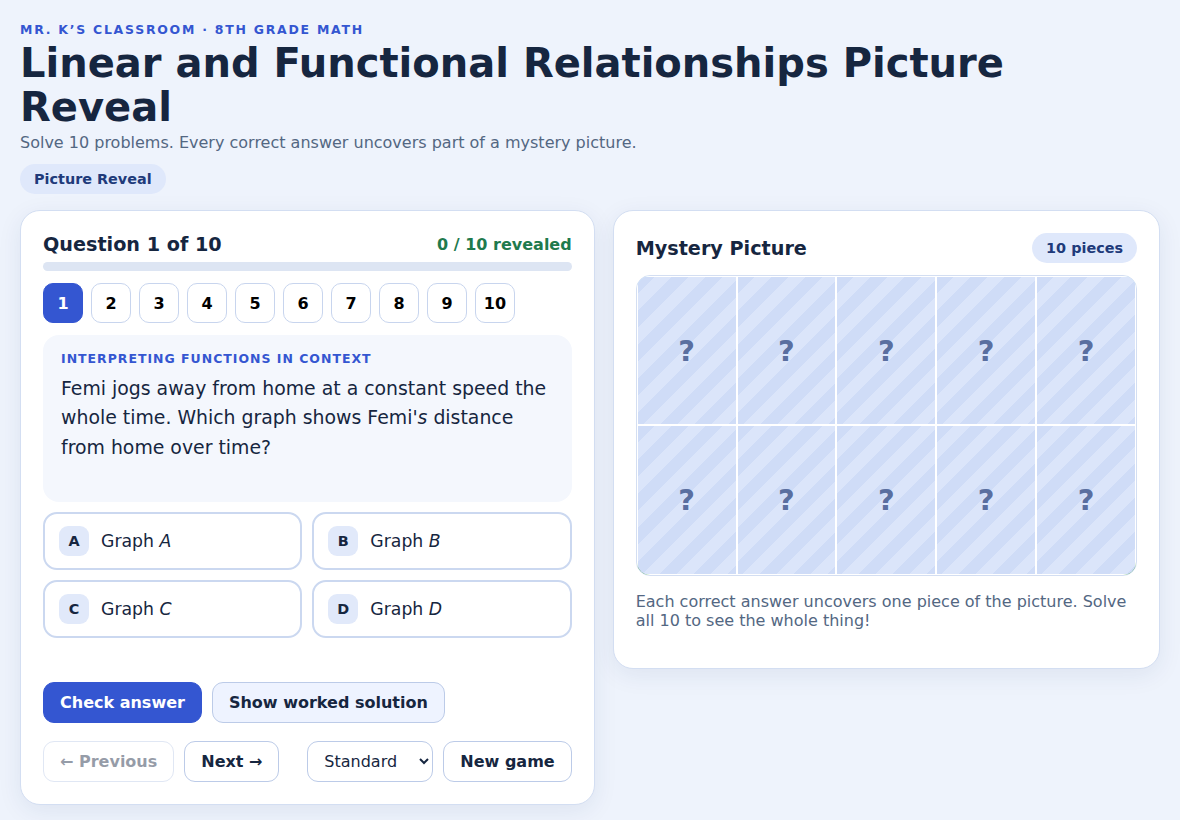 MR. K’S CLASSROOM · 8TH GRADE MATH
Linear and Functional Relationships Picture
Reveal
Solve 10 problems. Every correct answer uncovers part of a mystery picture.
Picture Reveal
Question 1 of 10
0 / 10 revealed
1 2 3 4 5 6 7 8 9 10
INTERPRETING FUNCTIONS IN CONTEXT
Femi jogs away from home at a constant speed the
whole time. Which graph shows Femi's distance
from home over time?
A Graph A
B Graph B
C Graph C
D Graph D
Check answer
Show worked solution
← Previous
Next →
Standard
New game
Mystery Picture
10 pieces
? ? ? ? ?
? ? ? ? ?
Each correct answer uncovers one piece of the picture. Solve
all 10 to see the whole thing!